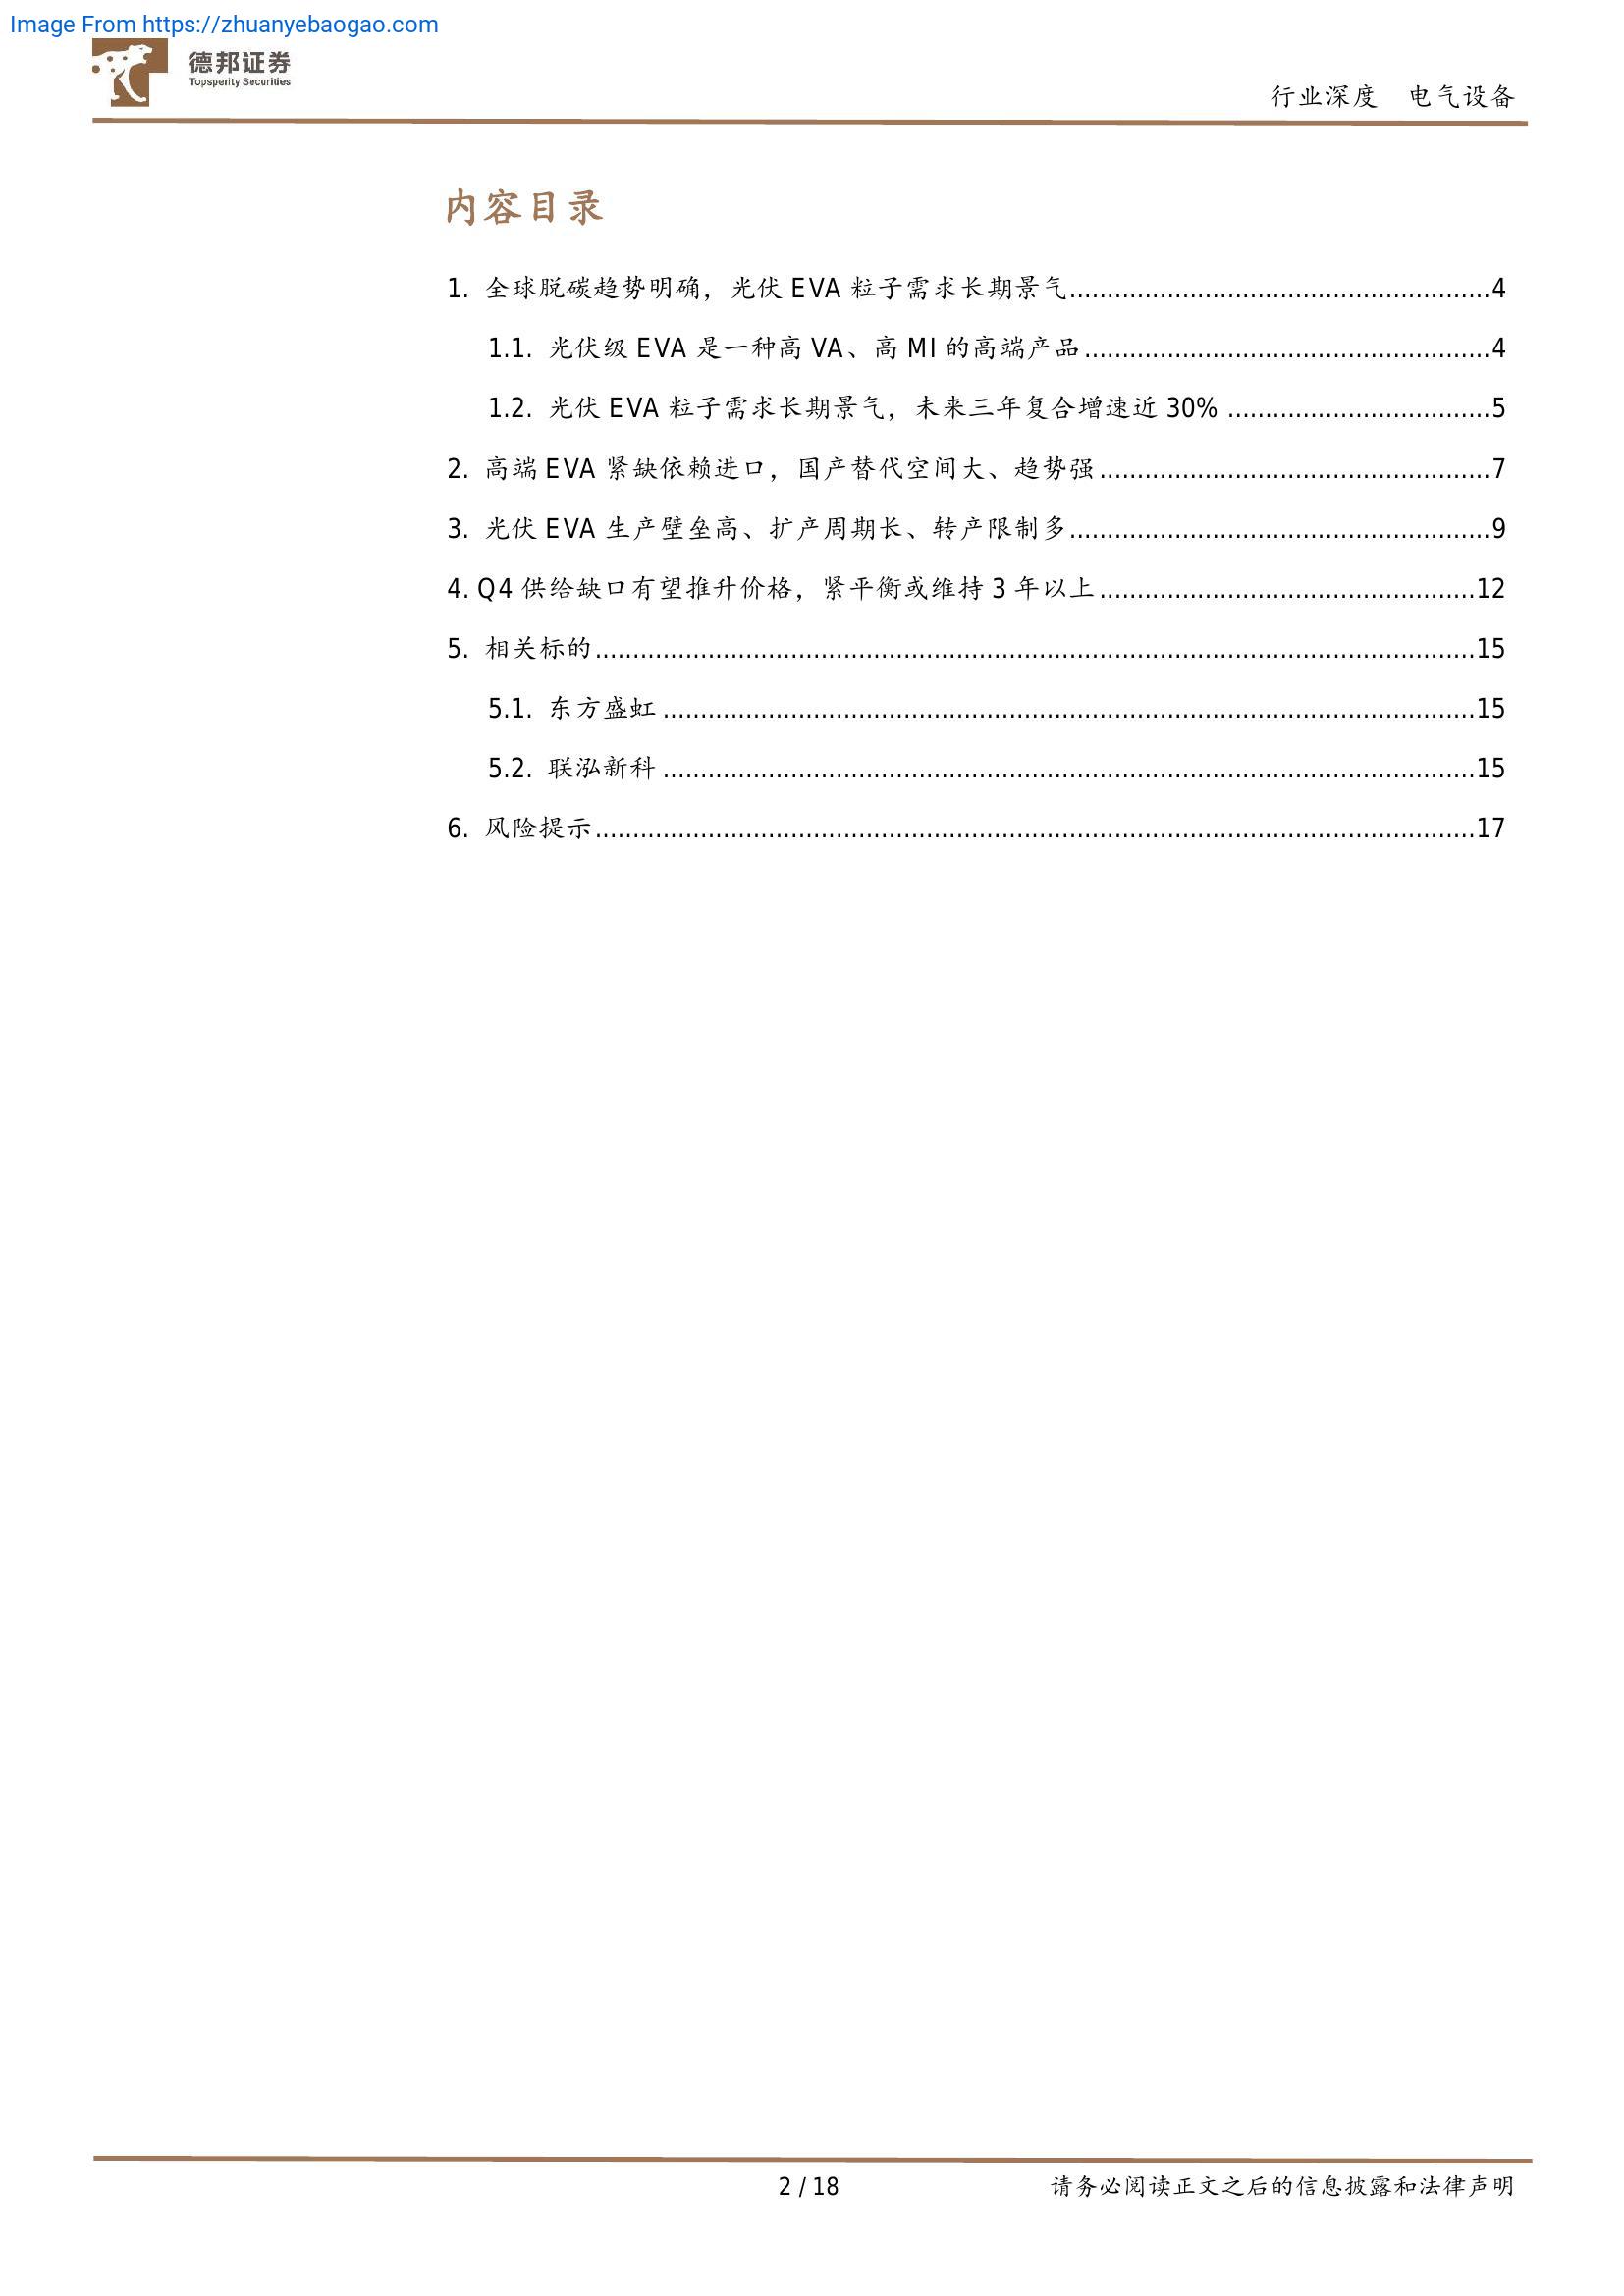 Image From https://zhuanyebaogao.com
德邦证券
Topsperity Securities
行业深度 电气设备
内容目录
1. 全球脱碳趋势明确，光伏 EVA 粒子需求长期景气........................................................4
1.1. 光伏级 EVA 是一种高 VA、高 MI 的高端产品......................................................4
1.2. 光伏 EVA 粒子需求长期景气，未来三年复合增速近 30% ...................................5
2. 高端 EVA 紧缺依赖进口，国产替代空间大、趋势强....................................................7
3. 光伏 EVA 生产壁垒高、扩产周期长、转产限制多........................................................9
4. Q4 供给缺口有望推升价格，紧平衡或维持 3 年以上..................................................12
5. 相关标的.....................................................................................................................15
5.1. 东方盛虹............................................................................................................15
5.2. 联泓新科............................................................................................................15
6. 风险提示.....................................................................................................................17
2 / 18
请务必阅读正文之后的信息披露和法律声明